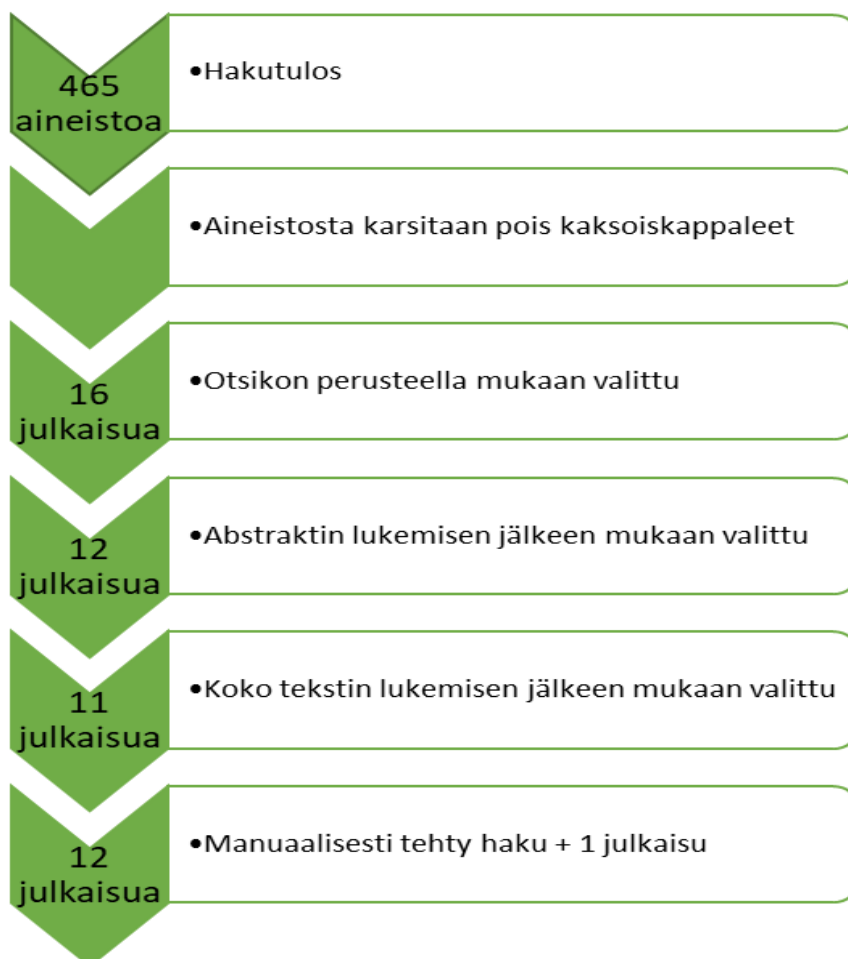 465
aineistoa
•Hakutulos
•Aineistosta karsitaan pois kaksoiskappaleet
16
julkaisua
•Otsikon perusteella mukaan valittu
12
julkaisua
•Abstraktin lukemisen jälkeen mukaan valittu
11
julkaisua
•Koko tekstin lukemisen jälkeen mukaan valittu
12
julkaisua
•Manuaalisesti tehty haku + 1 julkaisu